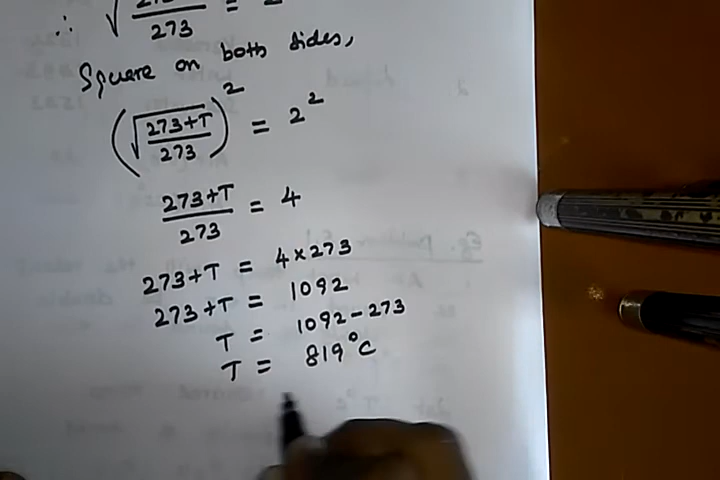 ∴ √ /273 =
Square on both sides,
(√(273+T)/273)² = 2²
(273+T)/273 = 4
273+T = 4×273
273+T = 1092
T = 1092-273
T = 819°C